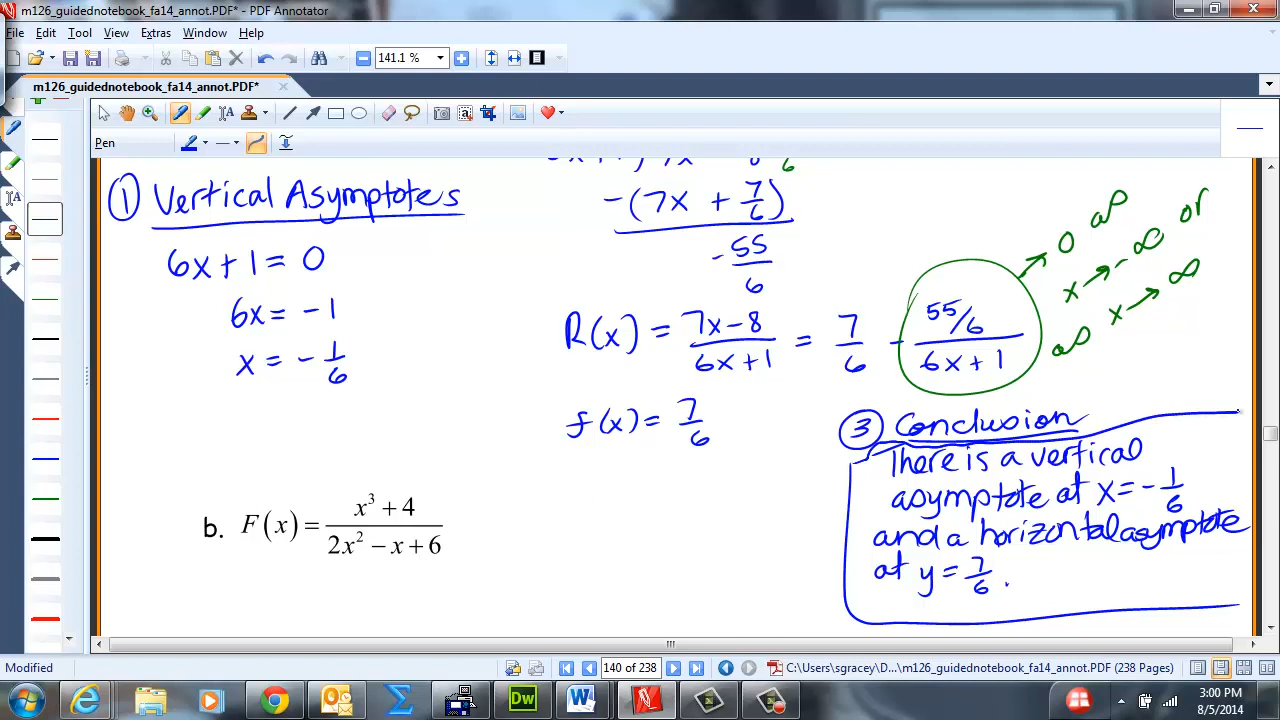 m126_guidednotebook_fa14_annot.PDF* - PDF Annotator
File Edit Tool View Extras Window Help
141.1 %
m126_guidednotebook_fa14_annot.PDF*
Pen
① Vertical Asymptotes
6x + 1 = 0
6x = -1
x = -1/6
-(7x + 7/6)
-55/6
R(x) = (7x-8)/(6x+1) = 7/6 - (55/6)/(6x+1)
→ 0 as
x → -∞ or
as x → ∞
f(x) = 7/6
③ Conclusion
There is a vertical
asymptote at x = -1/6
and a horizontal asymptote
at y = 7/6.
b. F(x) = (x³ + 4)/(2x² - x + 6)
140 of 238
C:\Users\sgracey\D...\m126_guidednotebook_fa14_annot.PDF (238 Pages)
Modified
Dw
W
3:00 PM
8/5/2014